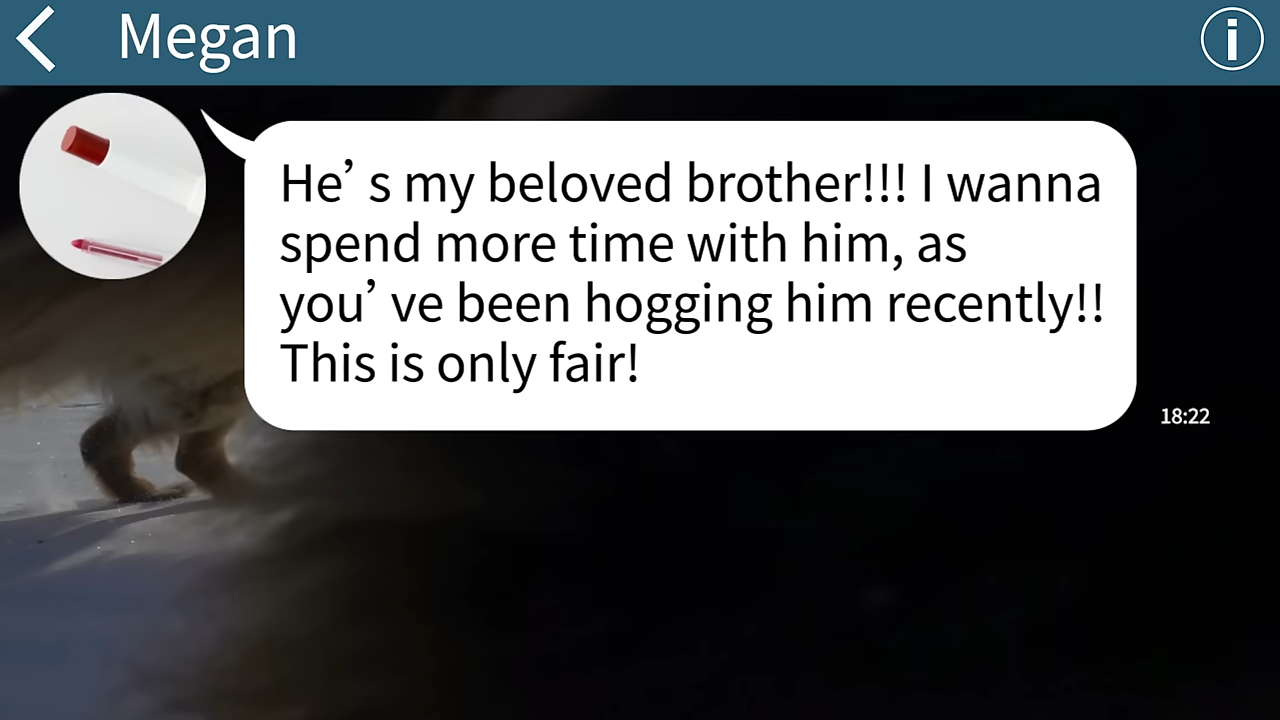 Megan
He’s my beloved brother!!! I wanna
spend more time with him, as
you’ve been hogging him recently!!
This is only fair!
18:22